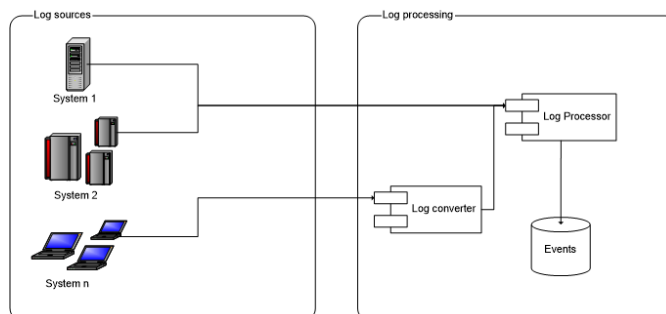 Log sources
Log processing
System 1
Log Processor
System 2
Log converter
Events
System n